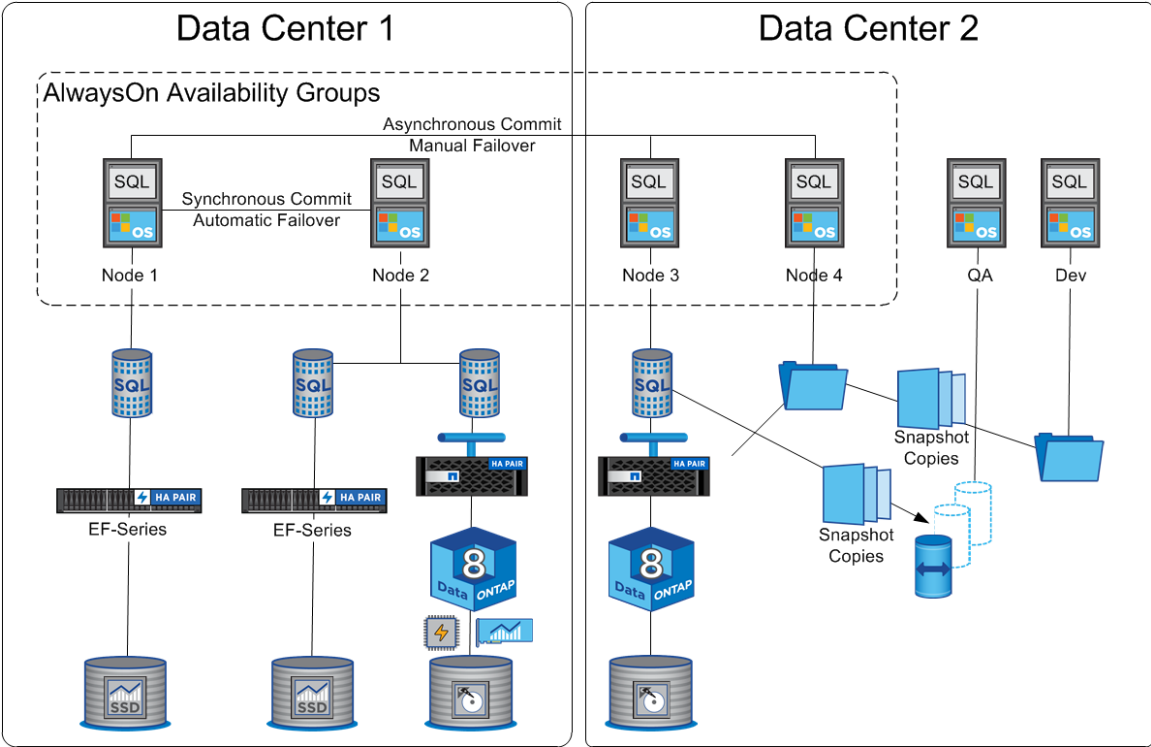 Data Center 1
Data Center 2
AlwaysOn Availability Groups
Asynchronous Commit
Manual Failover
SQL
OS
Synchronous Commit
Automatic Failover
SQL
OS
SQL
OS
SQL
OS
SQL
OS
SQL
OS
Node 1
Node 2
Node 3
Node 4
QA
Dev
SQL
SQL
SQL
SQL
Snapshot
Copies
HA PAIR
HA PAIR
HA PAIR
HA PAIR
EF-Series
EF-Series
Snapshot
Copies
8
Data ONTAP
8
Data ONTAP
SSD
SSD